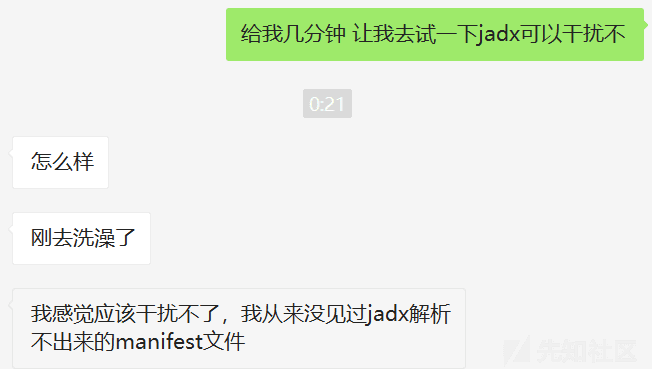 给我几分钟 让我去试一下jadx可以干扰不
0:21
怎么样
刚去洗澡了
我感觉应该干扰不了，我从来没见过jadx解析
不出来的manifest文件
先知社区